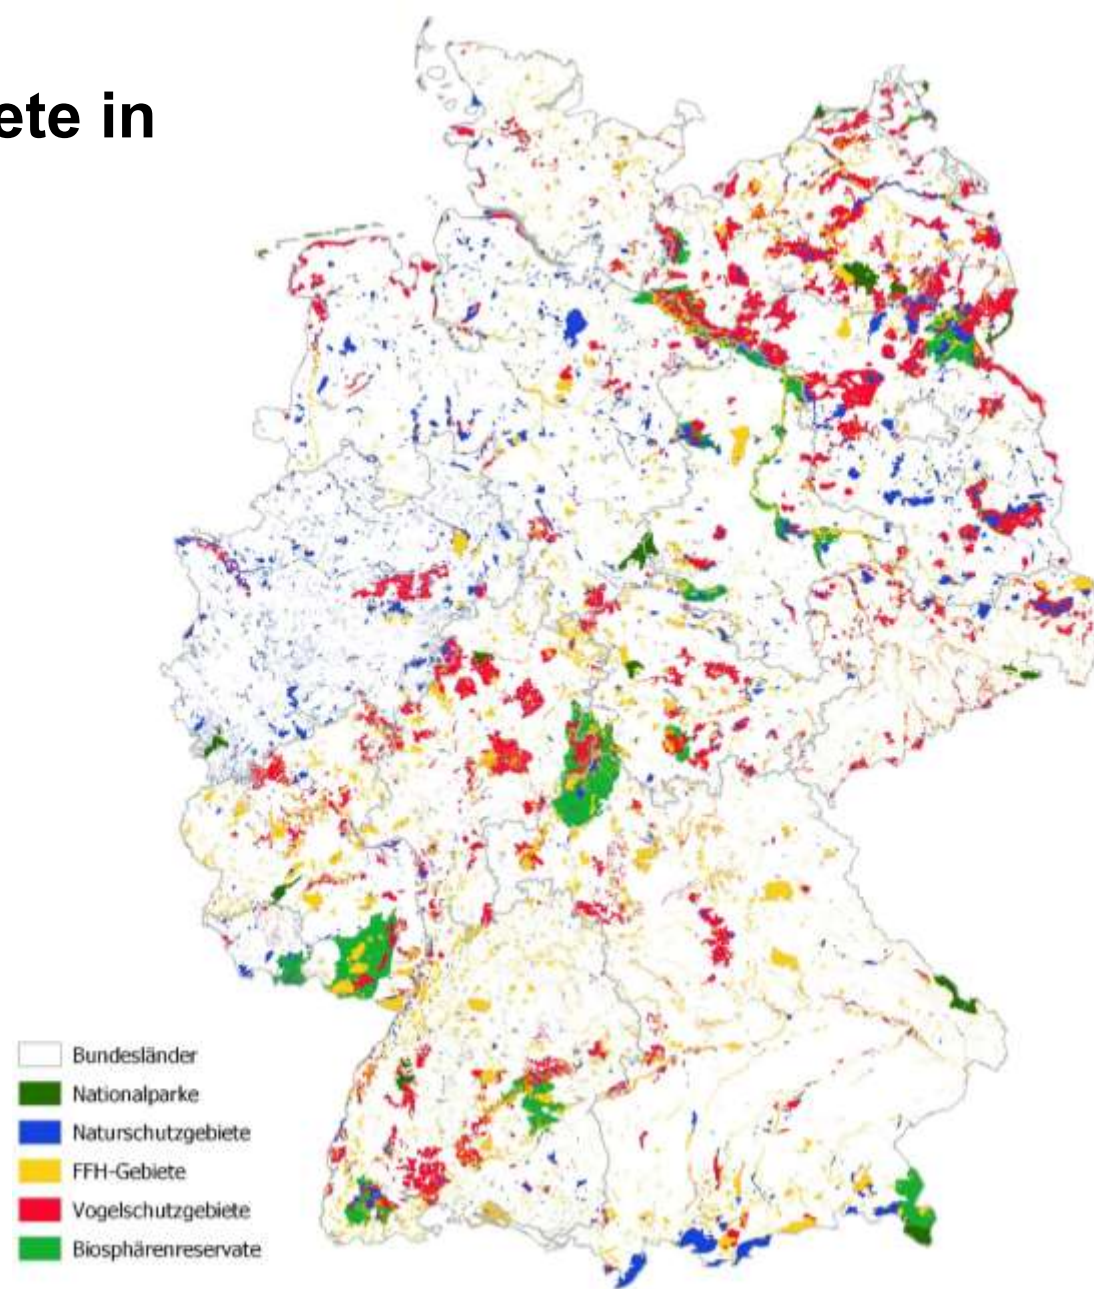 ete in
Bundesländer
Nationalparke
Naturschutzgebiete
FFH-Gebiete
Vogelschutzgebiete
Biosphärenreservate